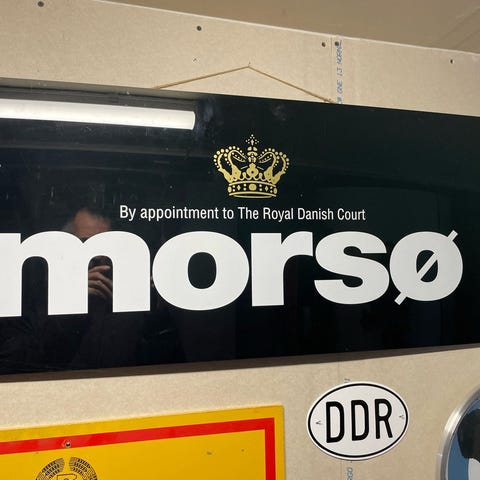 By appointment to The Royal Danish Court
morsø
DDR